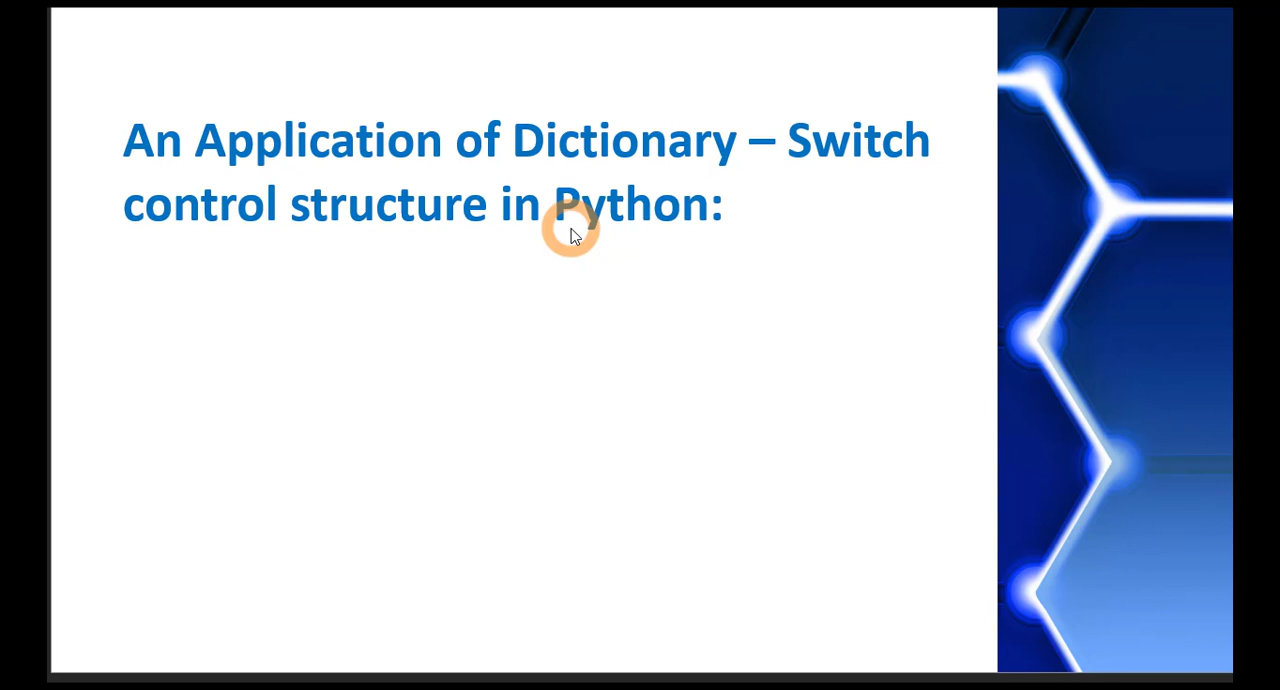 An Application of Dictionary – Switch
control structure in Python: